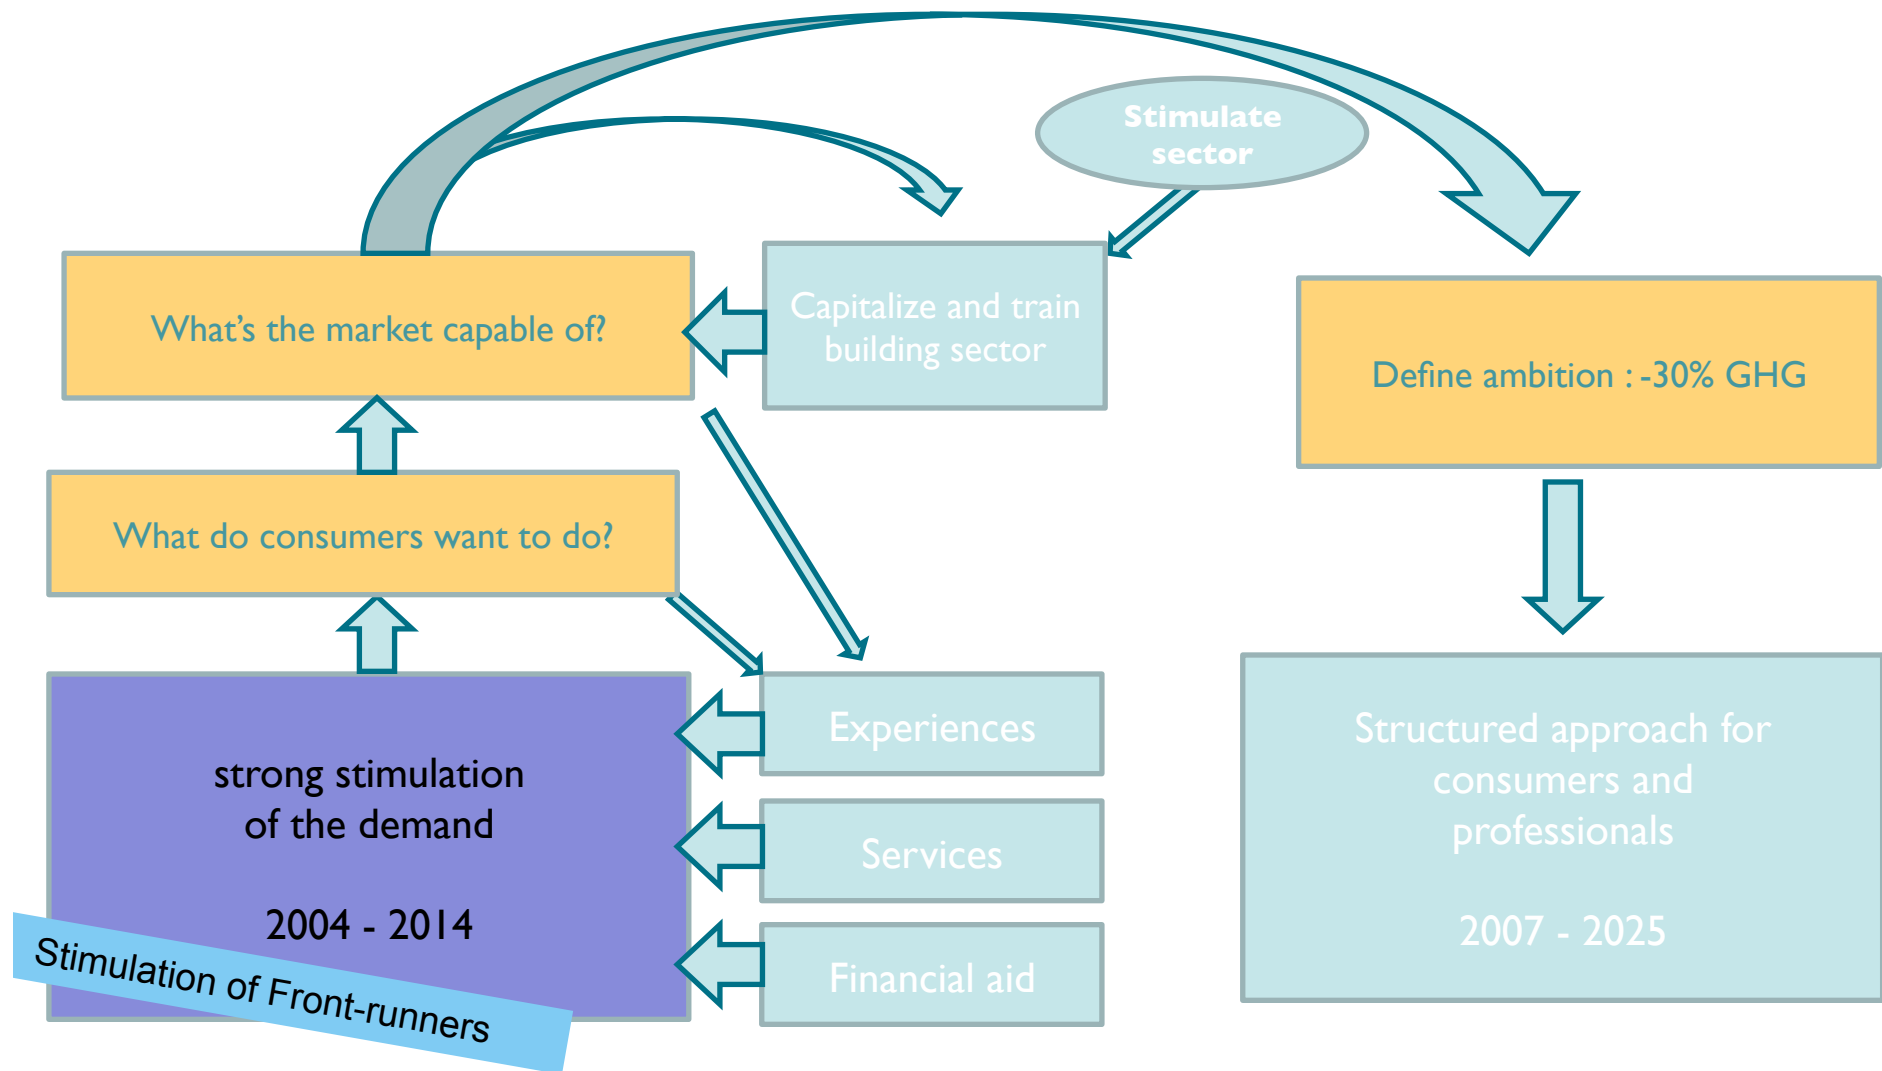 Stimulate
sector
What's the market capable of?
Capitalize and train
building sector
Define ambition : -30% GHG
What do consumers want to do?
strong stimulation
of the demand
2004 - 2014
Stimulation of Front-runners
Experiences
Services
Financial aid
Structured approach for
consumers and
professionals
2007 - 2025